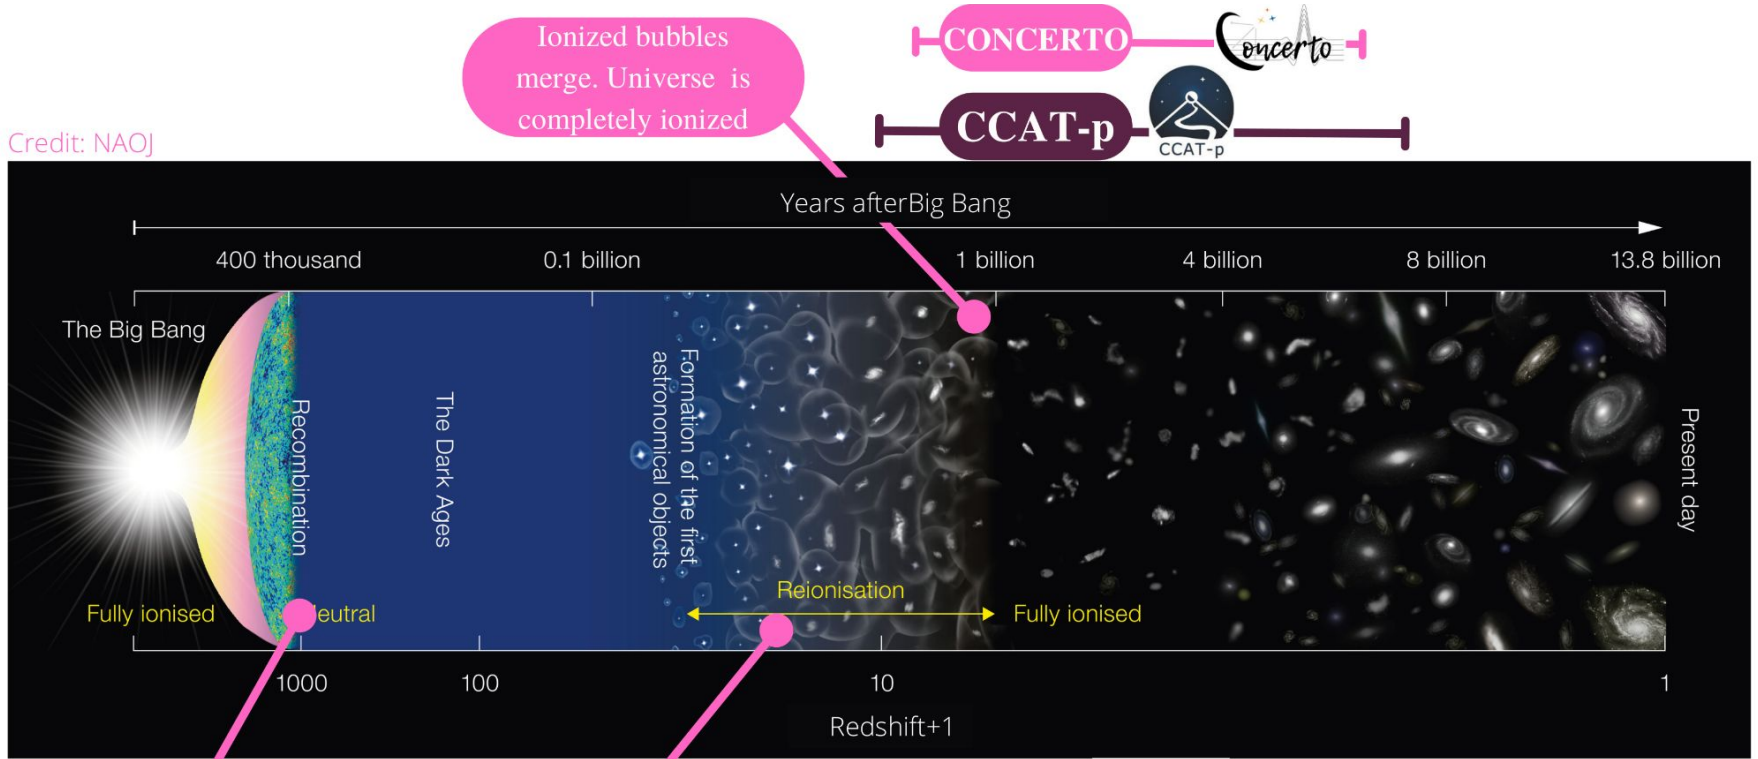 Ionized bubbles
merge. Universe is
completely ionized
CONCERTO
Concerto
CCAT-p
CCAT-p
Credit: NAOJ
Years afterBig Bang
400 thousand
0.1 billion
1 billion
4 billion
8 billion
13.8 billion
The Big Bang
Recombination
The Dark Ages
Formation of the first
astronomical objects
Present day
Fully ionised
eutral
Reionisation
Fully ionised
1000
100
10
1
Redshift+1